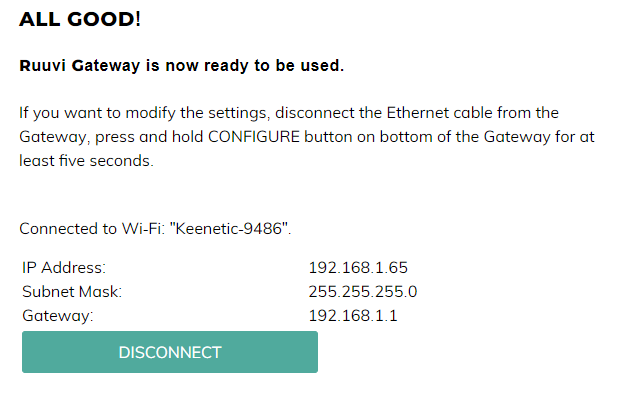 ALL GOOD!
Ruuvi Gateway is now ready to be used.
If you want to modify the settings, disconnect the Ethernet cable from the
Gateway, press and hold CONFIGURE button on bottom of the Gateway for at
least five seconds.
Connected to Wi-Fi: "Keenetic-9486".
IP Address: 192.168.1.65
Subnet Mask: 255.255.255.0
Gateway: 192.168.1.1
DISCONNECT